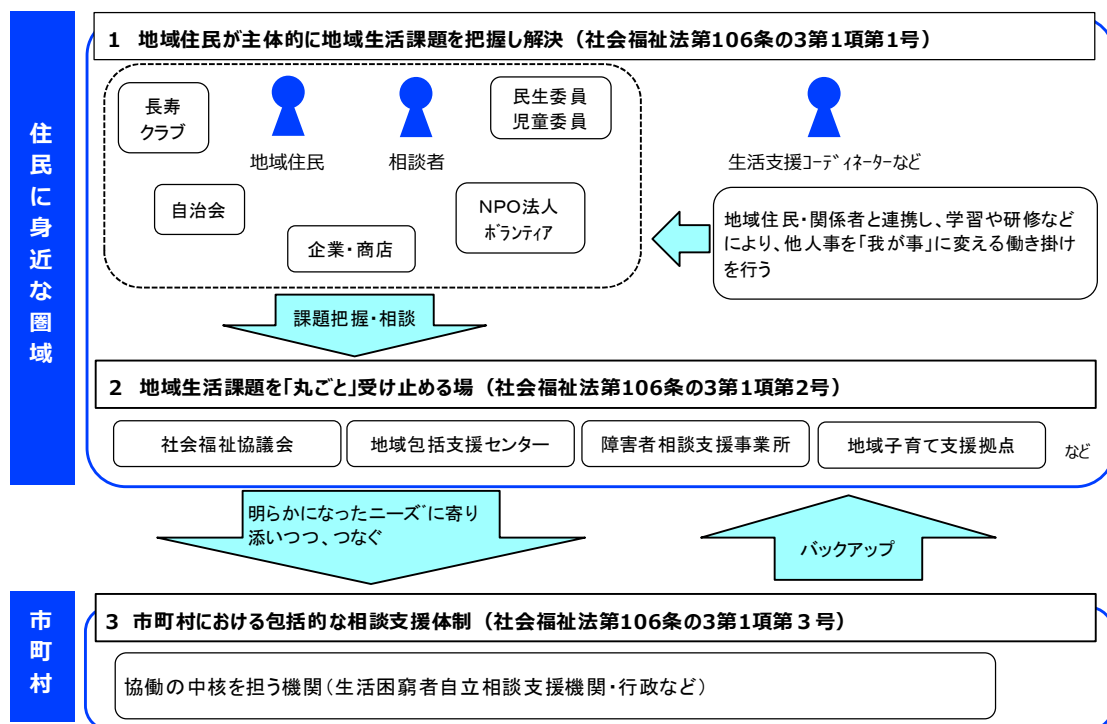 住民に身近な圏域
1 地域住民が主体的に地域生活課題を把握し解決（社会福祉法第106条の3第1項第1号）
長寿
クラブ
地域住民
相談者
民生委員
児童委員
生活支援ｺｰﾃﾞｨﾈｰﾀｰなど
自治会
企業・商店
NPO法人
ﾎﾞランティア
地域住民・関係者と連携し、学習や研修など
により、他人事を「我が事」に変える働き掛け
を行う
課題把握・相談
2 地域生活課題を「丸ごと」受け止める場（社会福祉法第106条の3第1項第2号）
社会福祉協議会
地域包括支援センター
障害者相談支援事業所
地域子育て支援拠点
など
明らかになったニーズに寄り
添いつつ、つなぐ
バックアップ
市町村
3 市町村における包括的な相談支援体制（社会福祉法第106条の3第1項第３号）
協働の中核を担う機関（生活困窮者自立相談支援機関・行政など）